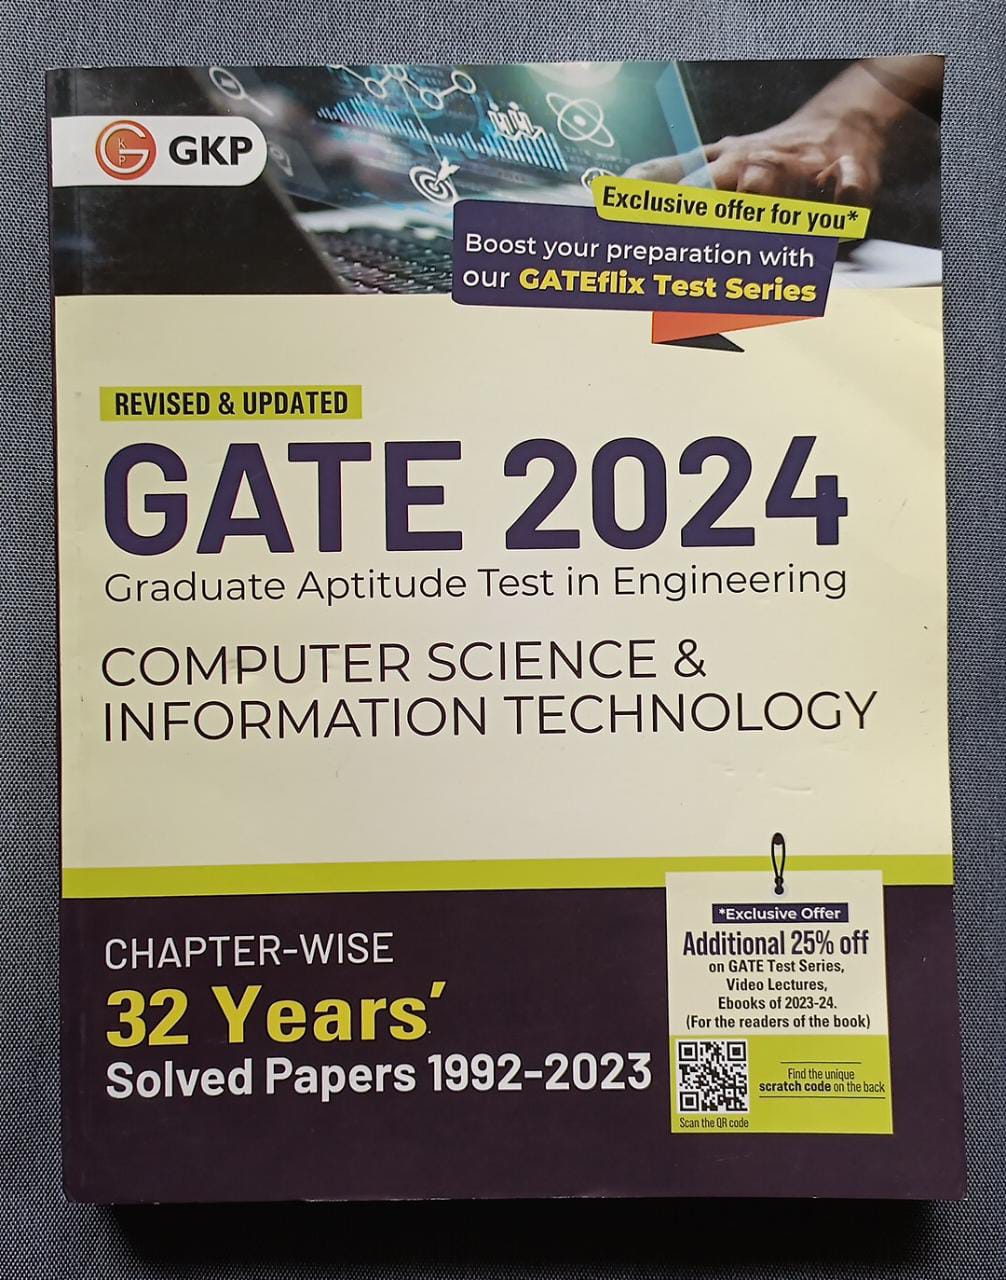 GKP
Exclusive offer for you*
Boost your preparation with
our GATEflix Test Series
REVISED & UPDATED
GATE 2024
Graduate Aptitude Test in Engineering
COMPUTER SCIENCE &
INFORMATION TECHNOLOGY
CHAPTER-WISE
32 Years'
Solved Papers 1992-2023
*Exclusive Offer
Additional 25% off
on GATE Test Series,
Video Lectures,
Ebooks of 2023-24.
(For the readers of the book)
Find the unique
scratch code on the back
Scan the QR code